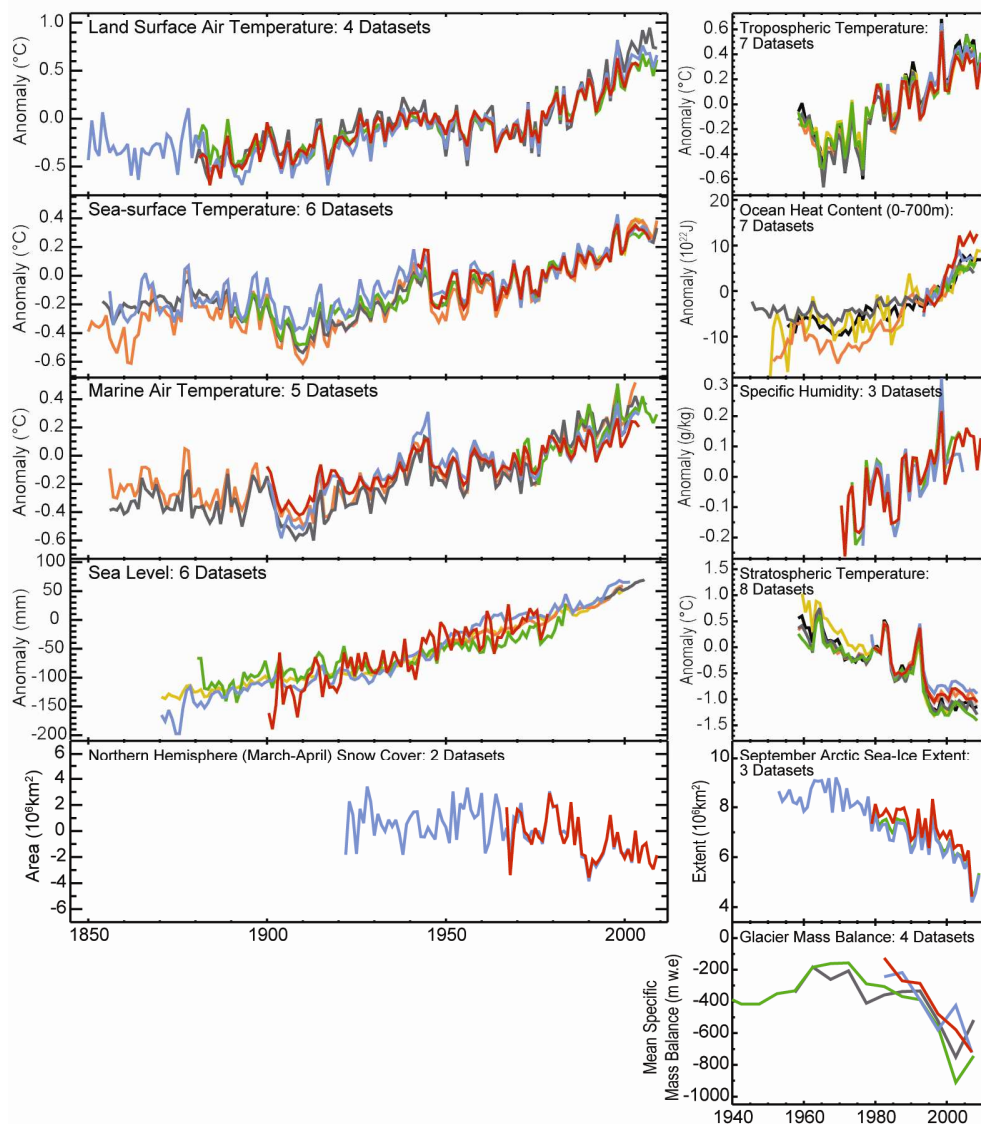 Land Surface Air Temperature: 4 Datasets
Anomaly (°C)
1.0
0.5
0.0
-0.5
Sea-surface Temperature: 6 Datasets
Anomaly (°C)
0.4
0.2
0.0
-0.2
-0.4
-0.6
Marine Air Temperature: 5 Datasets
Anomaly (°C)
0.4
0.2
0.0
-0.2
-0.4
-0.6
Sea Level: 6 Datasets
Anomaly (mm)
100
50
0
-50
-100
-150
-200
Northern Hemisphere (March-April) Snow Cover: 2 Datasets
Area (10⁶km²)
6
4
2
0
-2
-4
-6
1850
1900
1950
2000
Tropospheric Temperature:
7 Datasets
Anomaly (°C)
0.6
0.4
0.2
0.0
-0.2
-0.4
-0.6
Ocean Heat Content (0-700m):
7 Datasets
Anomaly (10²²J)
20
10
0
-10
Specific Humidity: 3 Datasets
Anomaly (g/kg)
0.3
0.2
0.1
0.0
-0.1
-0.2
Stratospheric Temperature:
8 Datasets
Anomaly (°C)
1.5
1.0
0.5
0.0
-0.5
-1.0
-1.5
September Arctic Sea-Ice Extent:
3 Datasets
Extent (10⁶km²)
10
8
6
4
Glacier Mass Balance: 4 Datasets
Mean Specific
Mass Balance (m w.e)
0
-200
-400
-600
-800
-1000
1940
1960
1980
2000